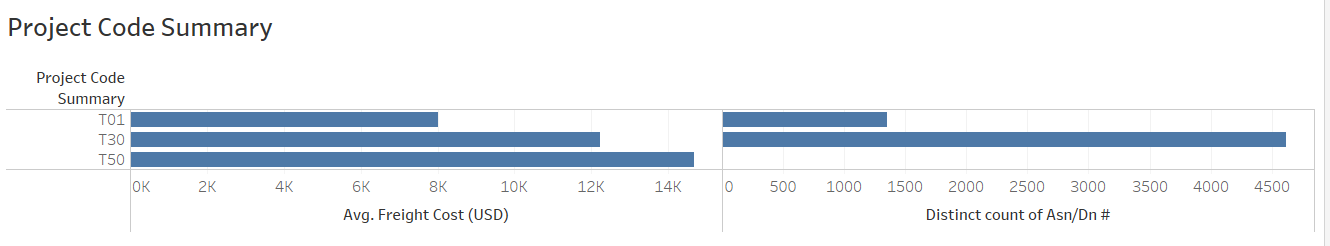 Project Code Summary
Project Code
Summary
T01
T30
T50
0K 2K 4K 6K 8K 10K 12K 14K 0 500 1000 1500 2000 2500 3000 3500 4000 4500
Avg. Freight Cost (USD) Distinct count of Asn/Dn #